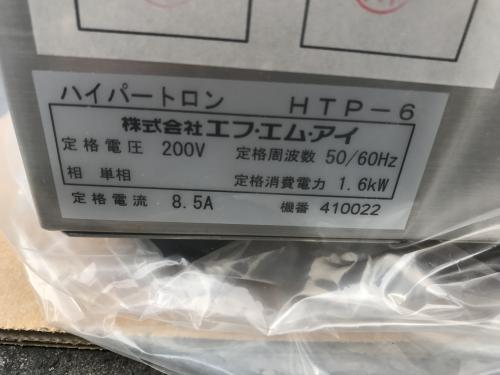 ハイパートロン HTP-6
株式会社エフ・エム・アイ
定格電圧 200V 定格周波数 50/60Hz
相 単相 定格消費電力 1.6kW
定格電流 8.5A 機番 410022